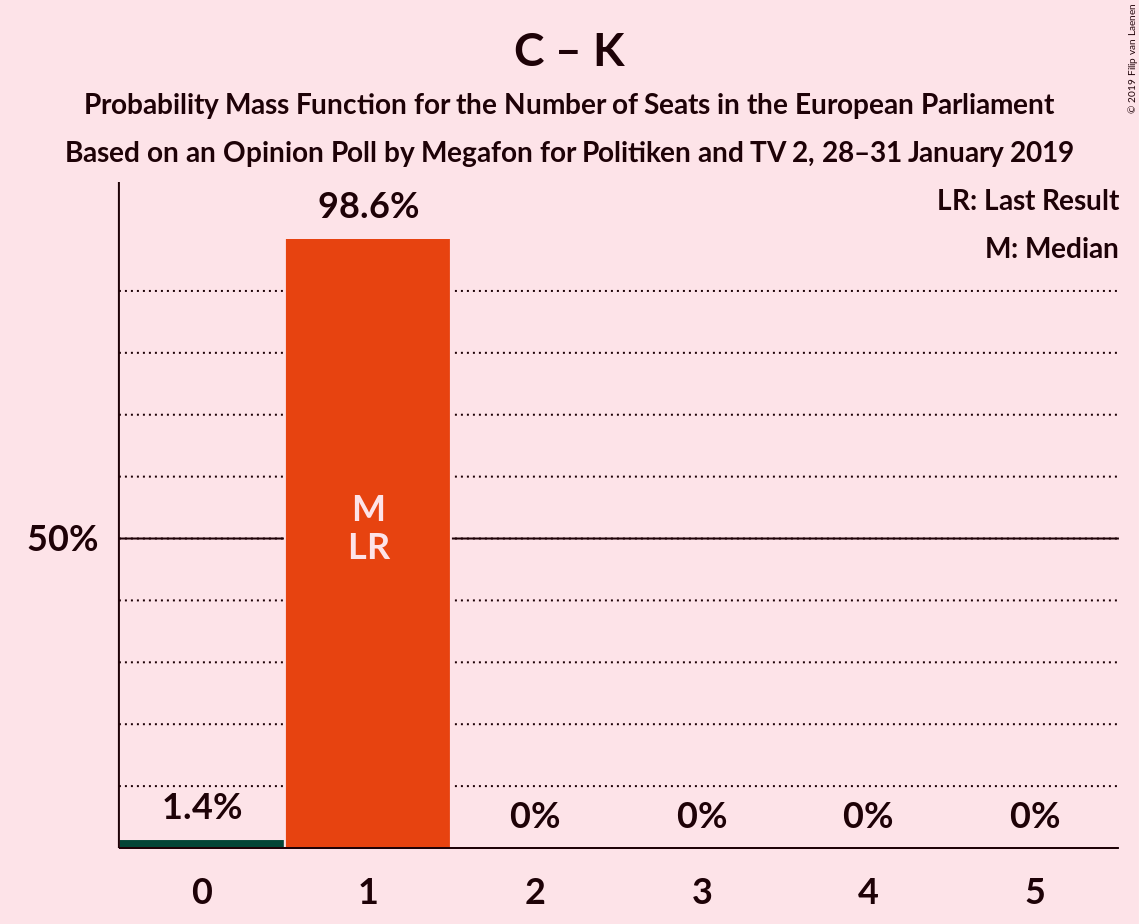 C – K
Probability Mass Function for the Number of Seats in the European Parliament
Based on an Opinion Poll by Megafon for Politiken and TV 2, 28–31 January 2019
© 2019 Filip van Laenen
LR: Last Result
M: Median
98.6%
M
LR
50%
1.4%
0%
0%
0%
0%
0
1
2
3
4
5